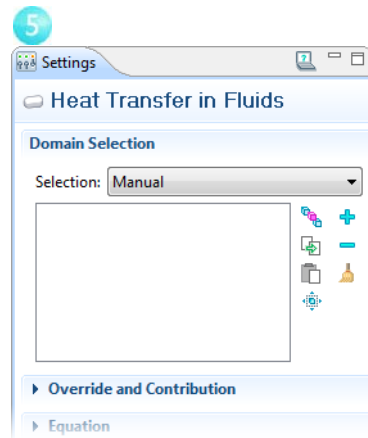 5
Settings
Heat Transfer in Fluids
Domain Selection
Selection: Manual
Override and Contribution
Equation